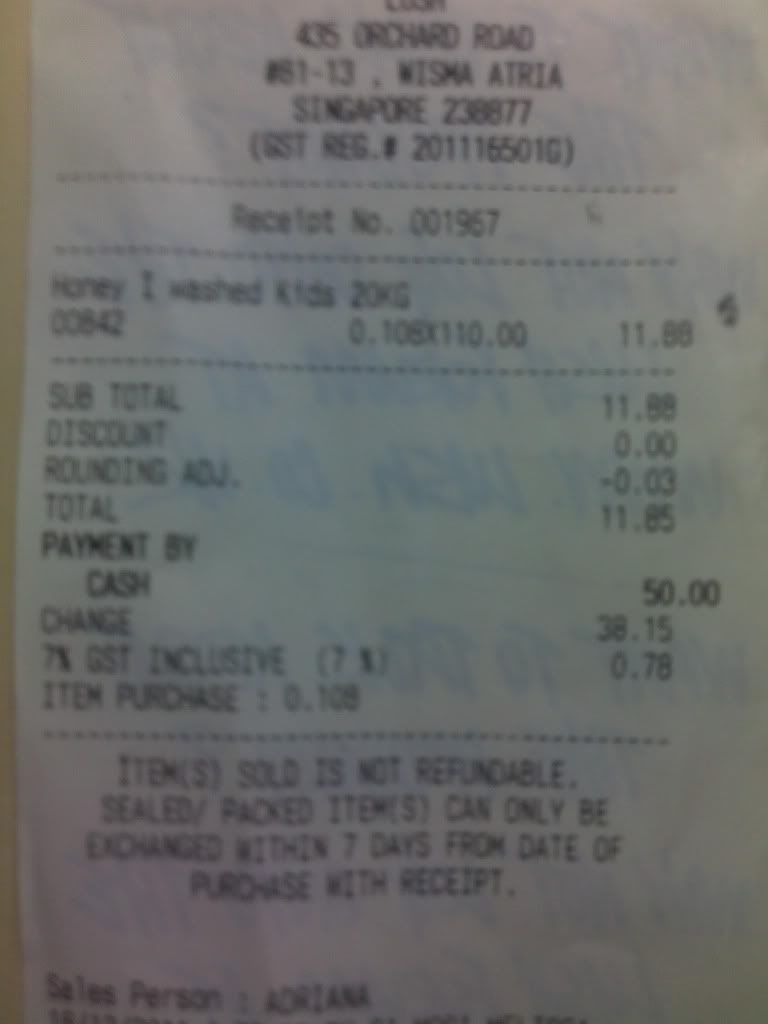 LUSH
435 ORCHARD ROAD
#B1-13 , WISMA ATRIA
SINGAPORE 238877
(GST REG.# 201116501G)
Receipt No. 001967
Honey I washed Kids 20KG
00842 0.108X110.00 11.88
SUB TOTAL 11.88
DISCOUNT 0.00
ROUNDING ADJ. -0.03
TOTAL 11.85
PAYMENT BY
CASH 50.00
CHANGE 38.15
7% GST INCLUSIVE (7 %) 0.78
ITEM PURCHASE : 0.108
ITEM(S) SOLD IS NOT REFUNDABLE.
SEALED/ PACKED ITEM(S) CAN ONLY BE
EXCHANGED WITHIN 7 DAYS FROM DATE OF
PURCHASE WITH RECEIPT.
Sales Person : ADRIANA